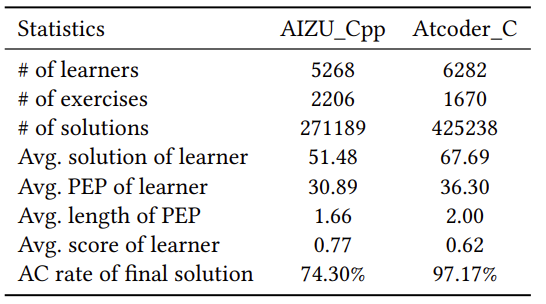 Statistics AIZU_Cpp Atcoder_C
# of learners 5268 6282
# of exercises 2206 1670
# of solutions 271189 425238
Avg. solution of learner 51.48 67.69
Avg. PEP of learner 30.89 36.30
Avg. length of PEP 1.66 2.00
Avg. score of learner 0.77 0.62
AC rate of final solution 74.30% 97.17%